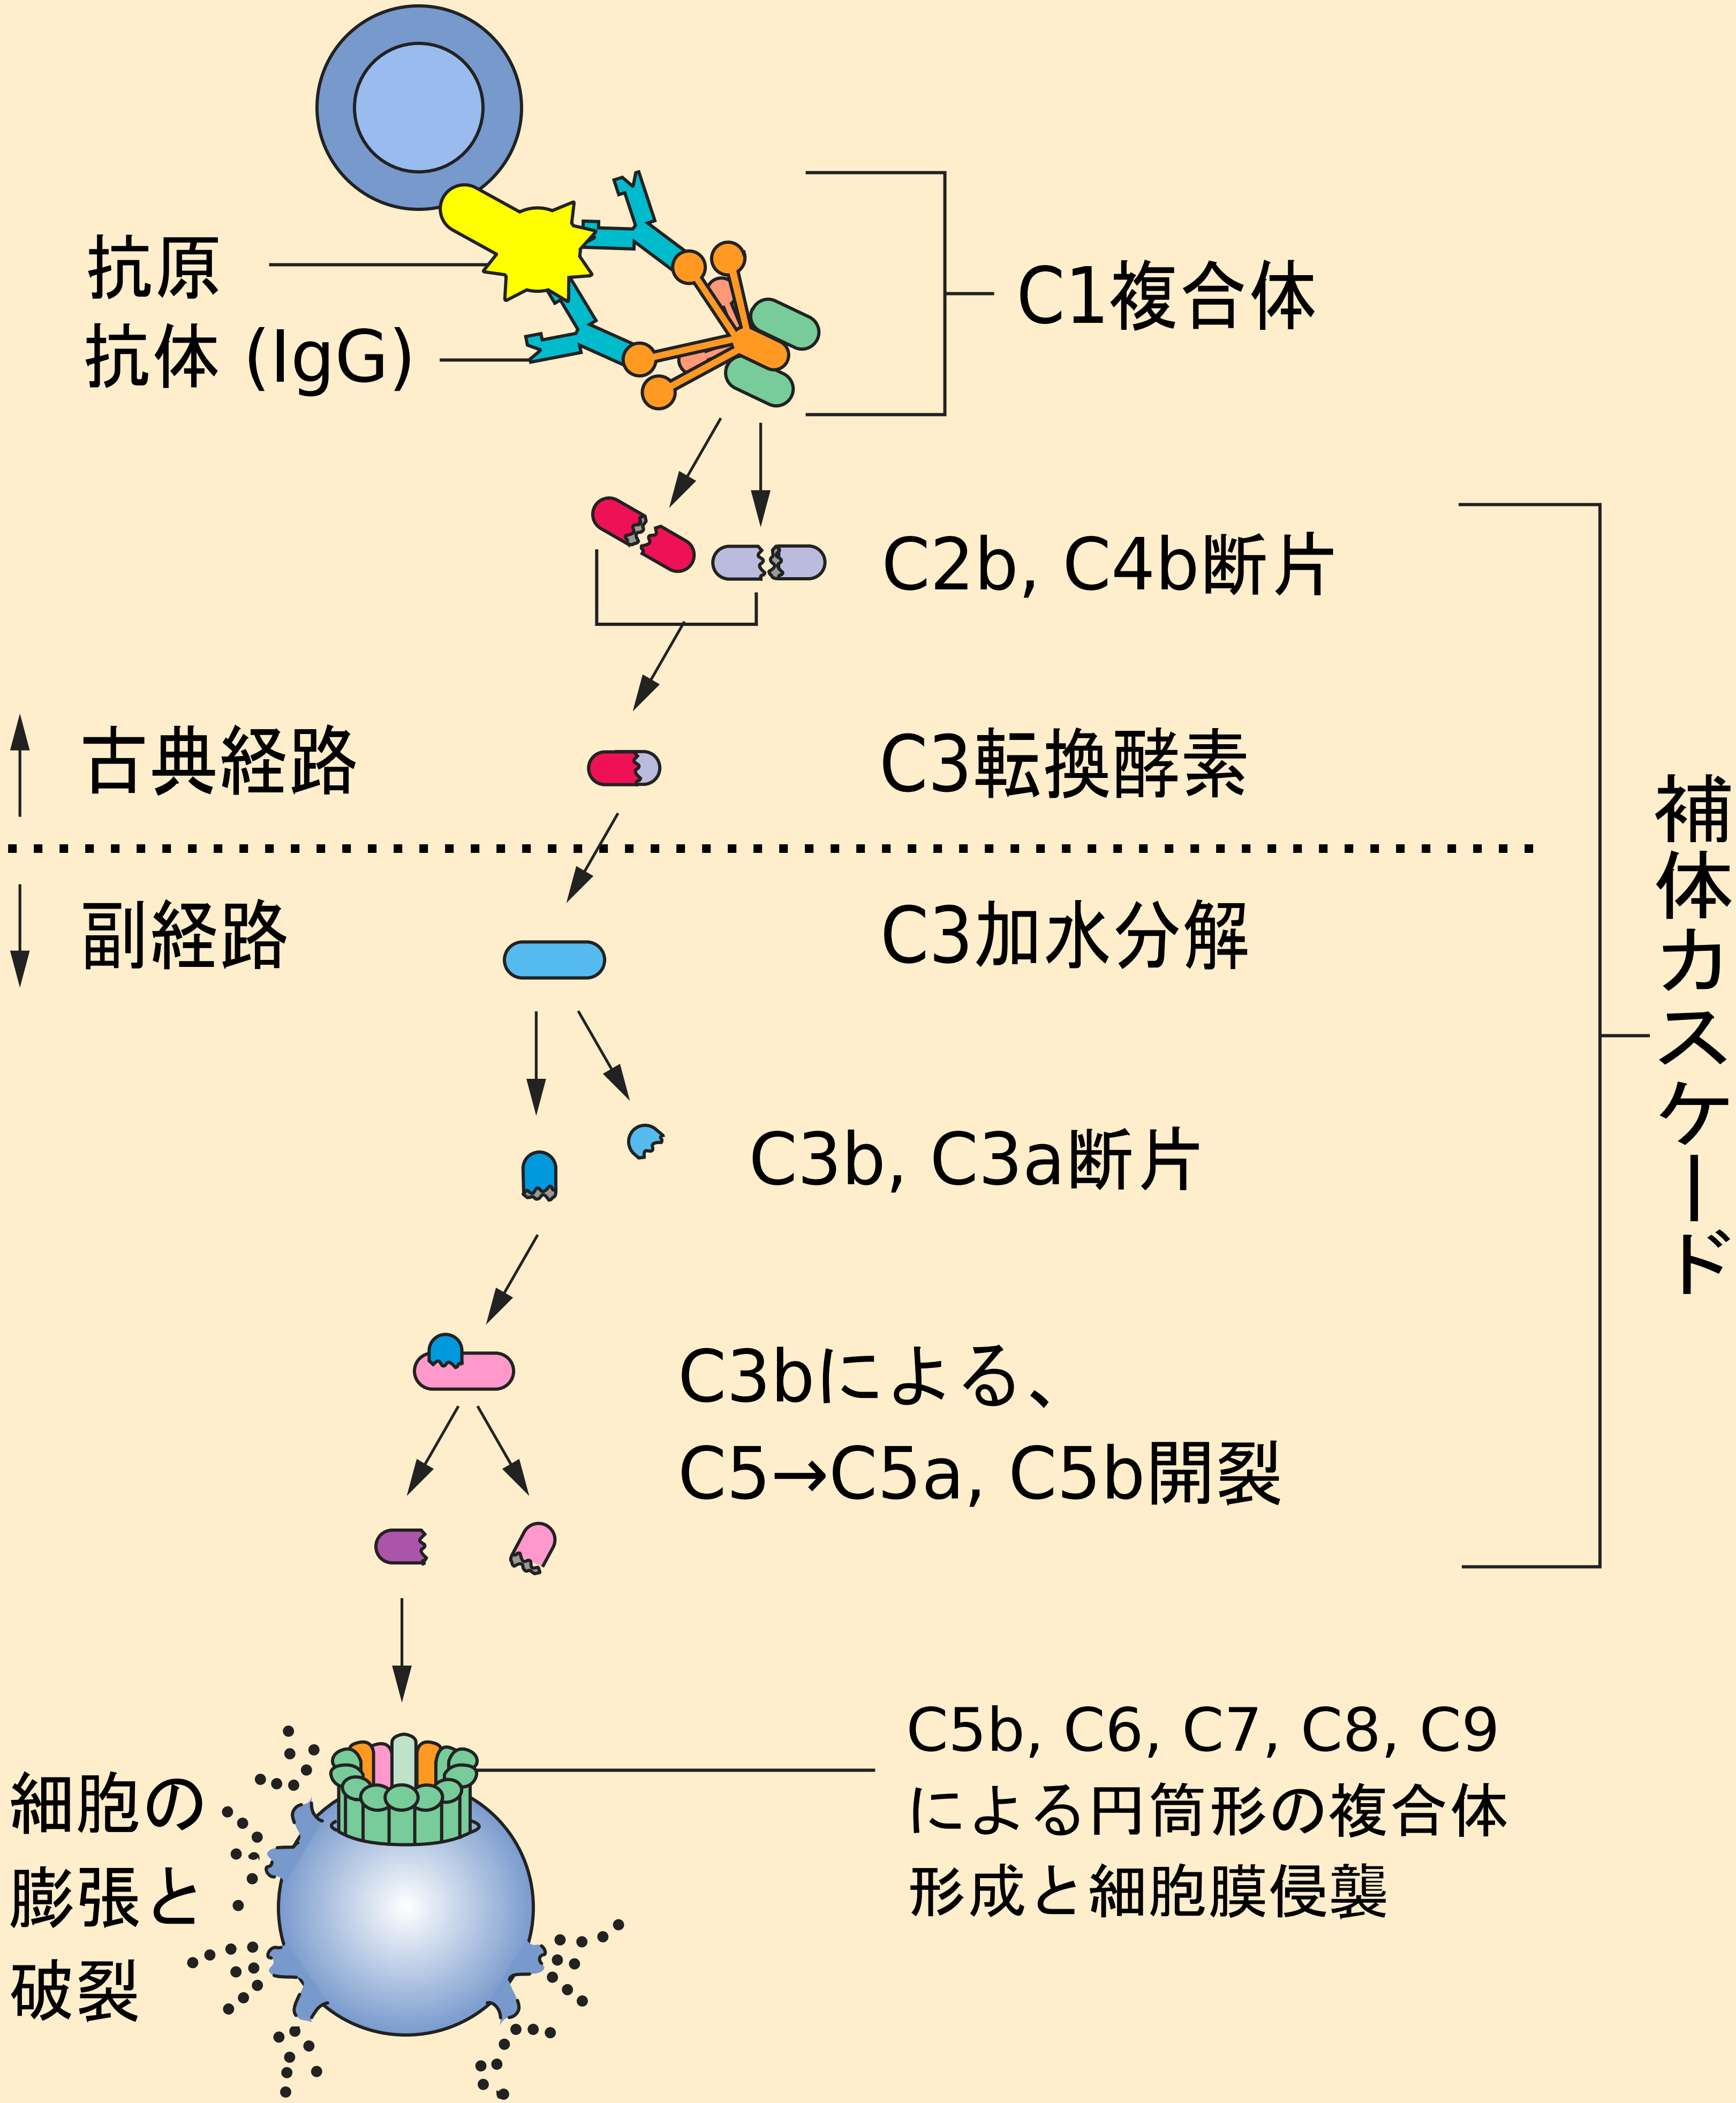 抗原
抗体 (IgG)
C1複合体
C2b, C4b断片
古典経路
C3転換酵素
副経路
C3加水分解
補体カスケード
C3b, C3a断片
C3bによる、
C5→C5a, C5b開裂
C5b, C6, C7, C8, C9
による円筒形の複合体
形成と細胞膜侵襲
細胞の
膨張と
破裂